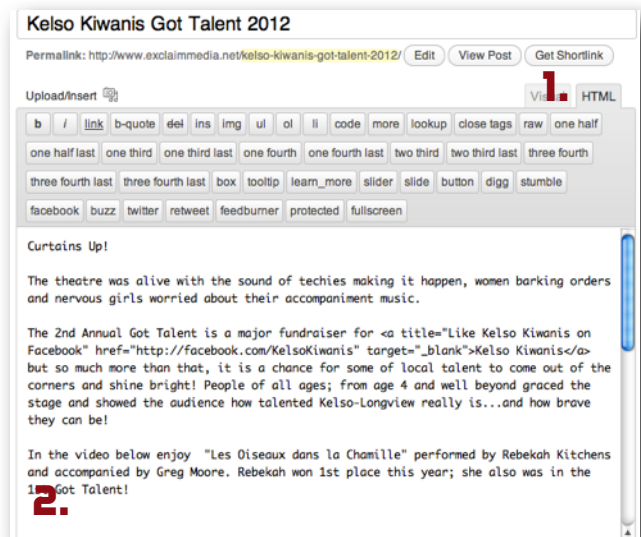 Kelso Kiwanis Got Talent 2012
Permalink: http://www.exclaimmedia.net/kelso-kiwanis-got-talent-2012/ Edit View Post Get Shortlink
1.
Upload/Insert HTML
b i link b-quote del ins img ul ol li code more lookup close tags raw one half
one half last one third one third last one fourth one fourth last two third two third last three fourth
three fourth last three fourth last box tooltip learn_more slider slide button digg stumble
facebook buzz twitter retweet feedburner protected fullscreen
Curtains Up!
The theatre was alive with the sound of techies making it happen, women barking orders
and nervous girls worried about their accompaniment music.
The 2nd Annual Got Talent is a major fundraiser for <a title="Like Kelso Kiwanis on
Facebook" href="http://facebook.com/KelsoKiwanis" target="_blank">Kelso Kiwanis</a>
but so much more than that, it is a chance for some of local talent to come out of the
corners and shine bright! People of all ages; from age 4 and well beyond graced the
stage and showed the audience how talented Kelso-Longview really is...and how brave
they can be!
In the video below enjoy  "Les Oiseaux dans la Chamille" performed by Rebekah Kitchens
and accompanied by Greg Moore. Rebekah won 1st place this year; she also was in the
Got Talent!
2.